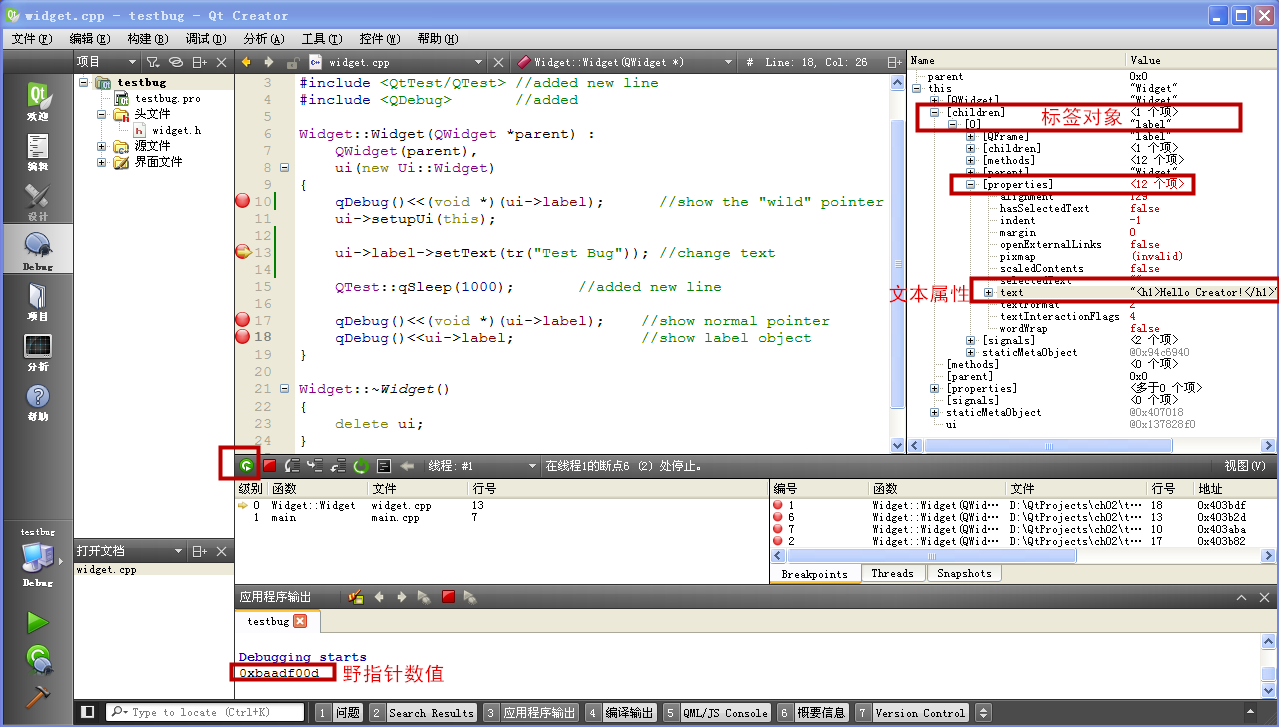 widget.cpp - testbug - Qt Creator
文件(F) 编辑(E) 构建(B) 调试(D) 分析(A) 工具(T) 控件(W) 帮助(H)
项目
widget.cpp
Widget::Widget(QWidget *)
# Line: 18, Col: 26
欢迎
编辑
设计
Debug
项目
分析
帮助
testbug
Debug
testbug
testbug.pro
头文件
widget.h
源文件
界面文件
打开文档
widget.cpp
3 #include <QtTest/QTest> //added new line
4 #include <QDebug> //added
5
6 Widget::Widget(QWidget *parent) :
7 QWidget(parent),
8 ui(new Ui::Widget)
9 {
10 qDebug()<<(void *)(ui->label); //show the "wild" pointer
11 ui->setupUi(this);
12
13 ui->label->setText(tr("Test Bug")); //change text
14
15 QTest::qSleep(1000); //added new line
16
17 qDebug()<<(void *)(ui->label); //show normal pointer
18 qDebug()<<ui->label; //show label object
19 }
20
21 Widget::~Widget()
22 {
23 delete ui;
24 }
Name Value
parent 0x0
this "Widget"
[QWidget] "Widget"
[children] <1 个项>
标签对象
[0] "label"
[QFrame] "label"
[children] <1 个项>
[methods] <12 个项>
[parent] "Widget"
[properties] <12 个项>
alignment 129
hasSelectedText false
indent -1
margin 0
openExternalLinks false
pixmap (invalid)
scaledContents false
selectedText ""
文本属性
text "<h1>Hello Creator!</h1>"
textFormat 2
textInteractionFlags 4
wordWrap false
[signals] <2 个项>
staticMetaObject @0x94c6940
[methods] <0 个项>
[parent] 0x0
[properties] <多于0 个项>
[signals] <0 个项>
staticMetaObject @0x407018
ui @0x137828f0
线程: #1
在线程1的断点6 (2) 处停止。
视图(V)
级别 函数 文件 行号
0 Widget::Widget widget.cpp 13
1 main main.cpp 7
编号 函数 文件 行号 地址
1 Widget::Widget(QWid… D:\QtProjects\ch02\t… 18 0x403bdf
6 Widget::Widget(QWid… D:\QtProjects\ch02\t… 13 0x403b2d
7 Widget::Widget(QWid… D:\QtProjects\ch02\t… 10 0x403aba
2 Widget::Widget(QWid… D:\QtProjects\ch02\t… 17 0x403b82
Breakpoints Threads Snapshots
应用程序输出
testbug
Debugging starts
0xbaadf00d 野指针数值
Type to locate (Ctrl+K)
1 问题 2 Search Results 3 应用程序输出 4 编译输出 5 QML/JS Console 6 概要信息 7 Version Control